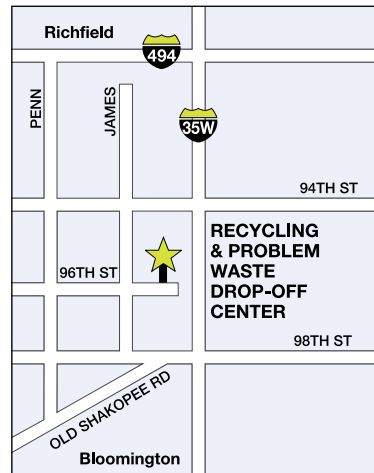 Richfield
494
PENN
JAMES
35W
94TH ST
RECYCLING
& PROBLEM
WASTE
DROP-OFF
CENTER
96TH ST
98TH ST
OLD SHAKOPEE RD
Bloomington